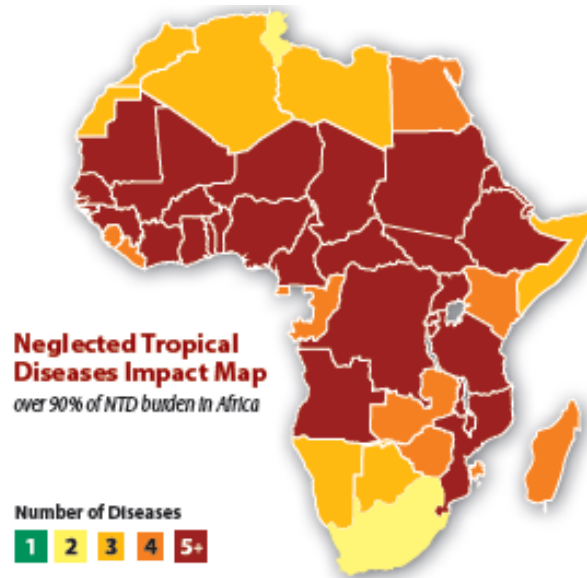 Neglected Tropical
Diseases Impact Map
over 90% of NTD burden in Africa
Number of Diseases
1 2 3 4 5+